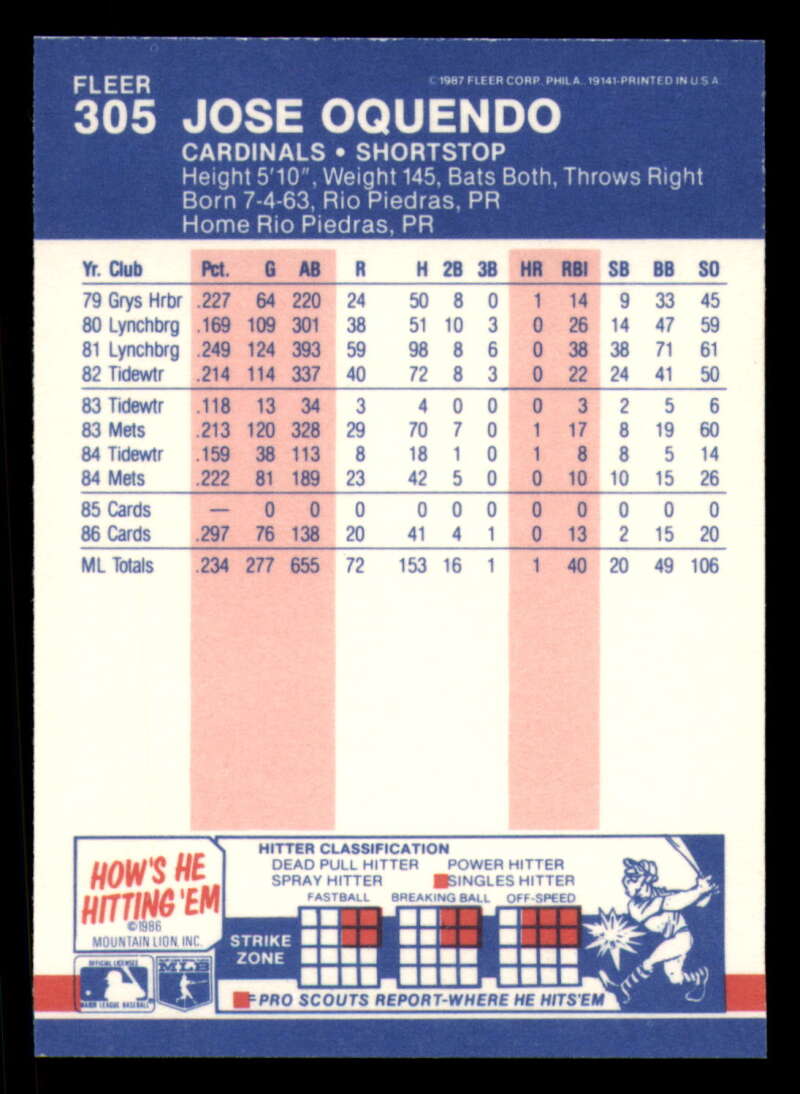 FLEER
© 1987 FLEER CORP., PHILA., 19141-PRINTED IN U.S.A.
305 JOSE OQUENDO
CARDINALS • SHORTSTOP
Height 5'10", Weight 145, Bats Both, Throws Right
Born 7-4-63, Rio Piedras, PR
Home Rio Piedras, PR
Yr. Club Pct. G AB R H 2B 3B HR RBI SB BB SO
79 Grys Hrbr .227 64 220 24 50 8 0 1 14 9 33 45
80 Lynchbrg .169 109 301 38 51 10 3 0 26 14 47 59
81 Lynchbrg .249 124 393 59 98 8 6 0 38 38 71 61
82 Tidewtr .214 114 337 40 72 8 3 0 22 24 41 50
83 Tidewtr .118 13 34 3 4 0 0 0 3 2 5 6
83 Mets .213 120 328 29 70 7 0 1 17 8 19 60
84 Tidewtr .159 38 113 8 18 1 0 1 8 8 5 14
84 Mets .222 81 189 23 42 5 0 0 10 10 15 26
85 Cards — 0 0 0 0 0 0 0 0 0 0 0
86 Cards .297 76 138 20 41 4 1 0 13 2 15 20
ML Totals .234 277 655 72 153 16 1 1 40 20 49 106
HOW'S HE
HITTING 'EM
©1986
MOUNTAIN LION, INC.
HITTER CLASSIFICATION
DEAD PULL HITTER POWER HITTER
SPRAY HITTER SINGLES HITTER
FASTBALL BREAKING BALL OFF-SPEED
STRIKE
ZONE
OFFICIAL LICENSEE
MAJOR LEAGUE BASEBALL
MLB
=PRO SCOUTS REPORT-WHERE HE HITS'EM